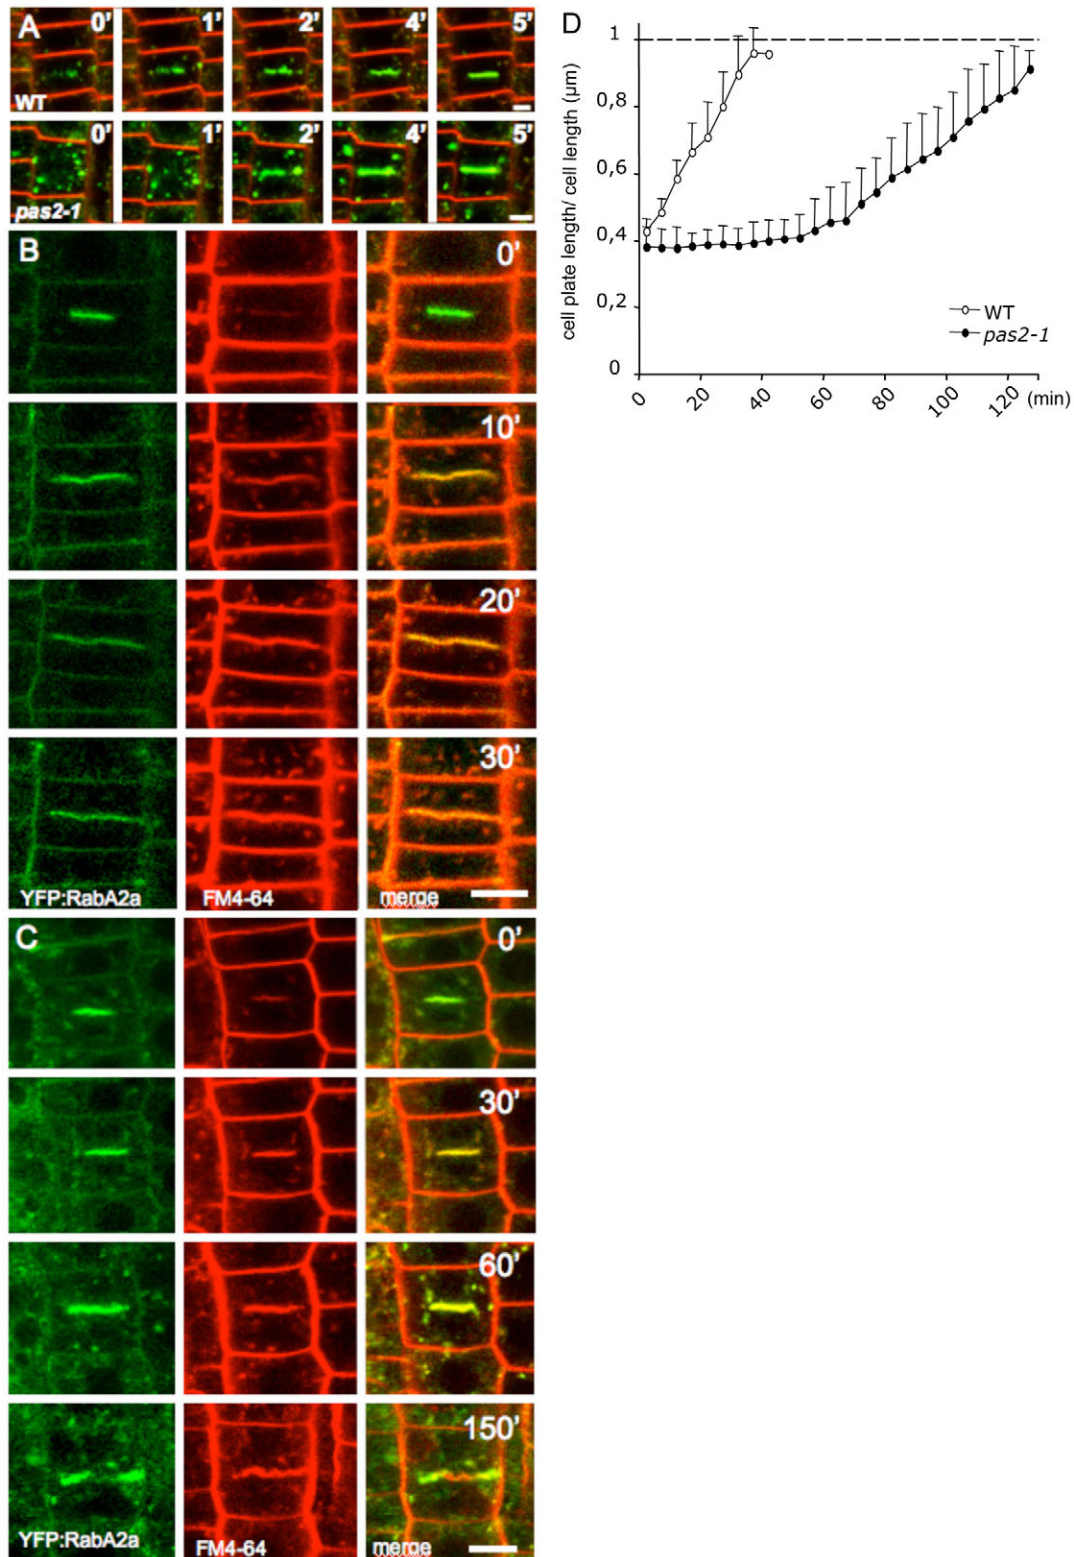 A 0’ 1’ 2’ 4’ 5’
WT
0’ 1’ 2’ 4’ 5’
pas2-1
B 0’
10’
20’
30’
YFP:RabA2a FM4-64 merge
C 0’
30’
60’
150’
YFP:RabA2a FM4-64 merge
D
cell plate length/ cell length (µm)
1
0,8
0,6
0,4
0,2
0
WT
pas2-1
0 20 40 60 80 100 120 (min)